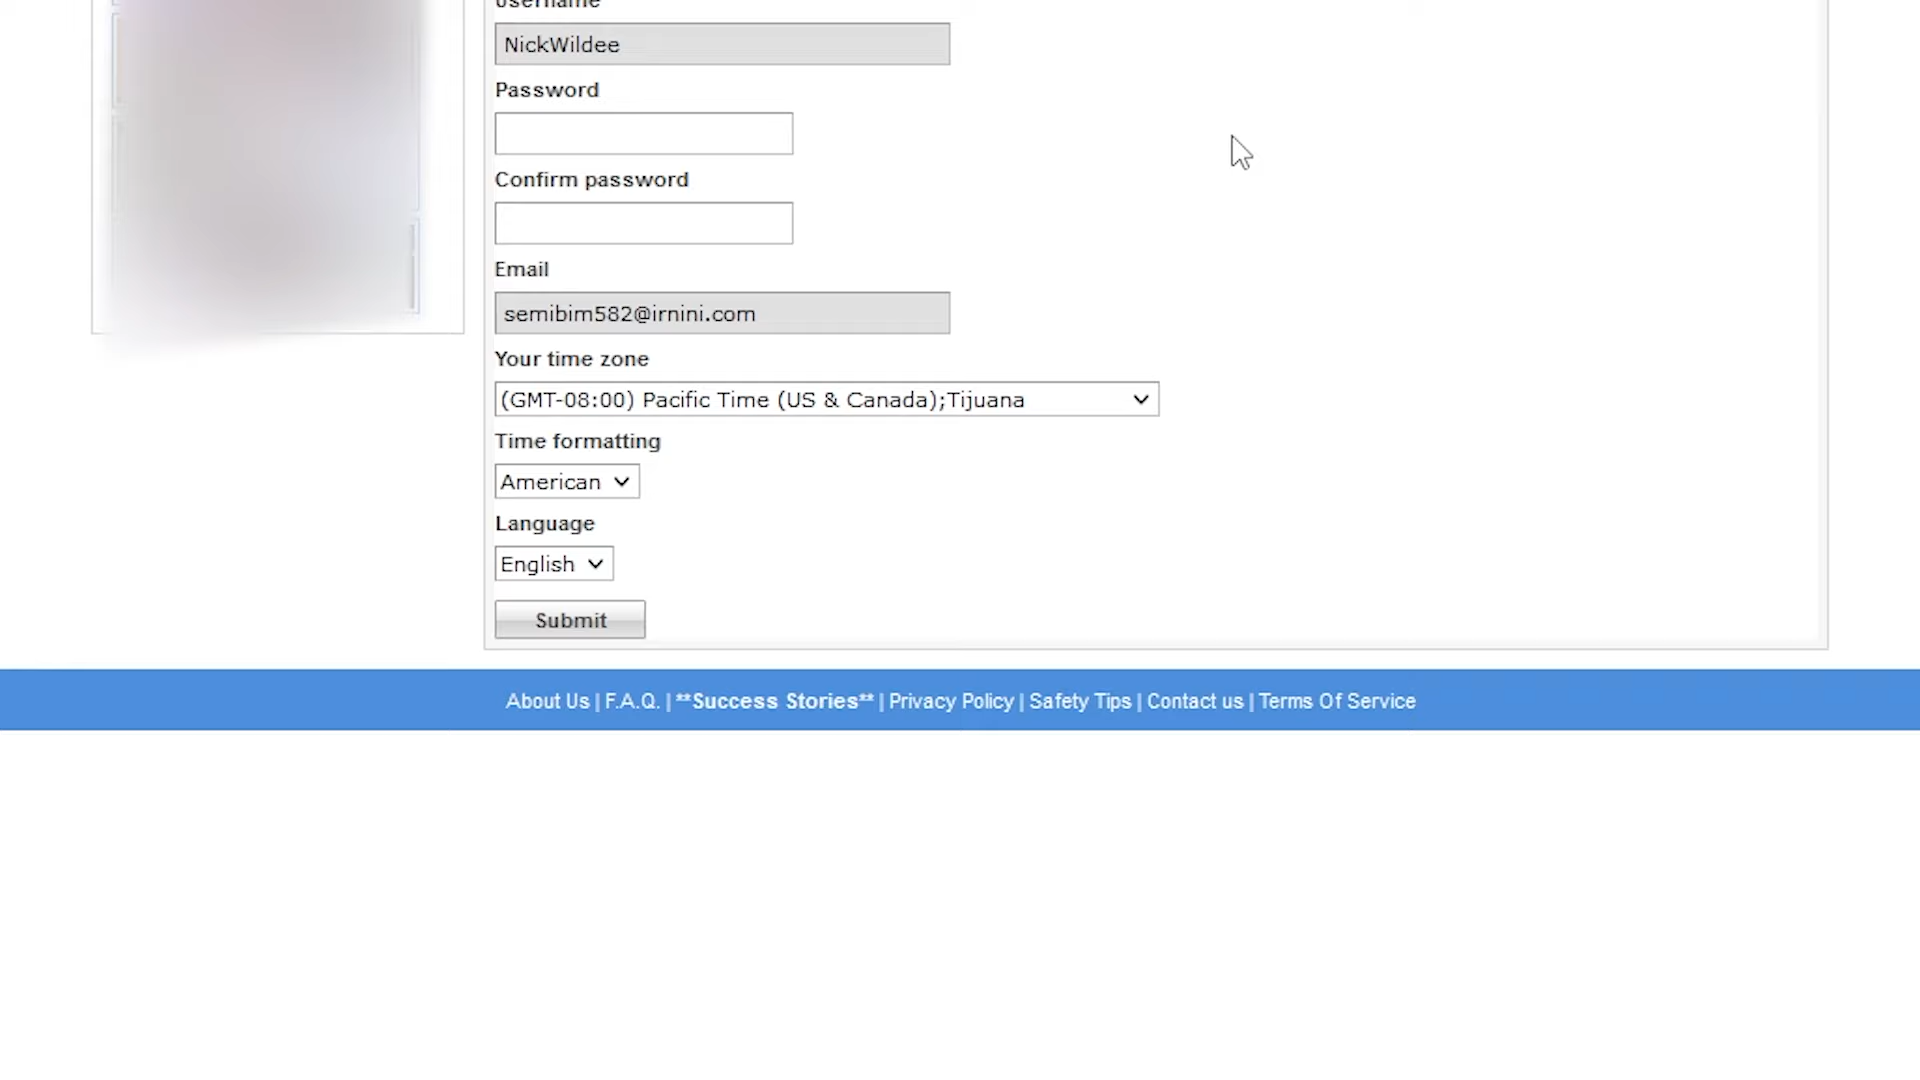 Username
NickWildee
Password
Confirm password
Email
semibim582@irnini.com
Your time zone
(GMT-08:00) Pacific Time (US & Canada);Tijuana
Time formatting
American
Language
English
Submit
About Us | F.A.Q. | **Success Stories** | Privacy Policy | Safety Tips | Contact us | Terms Of Service